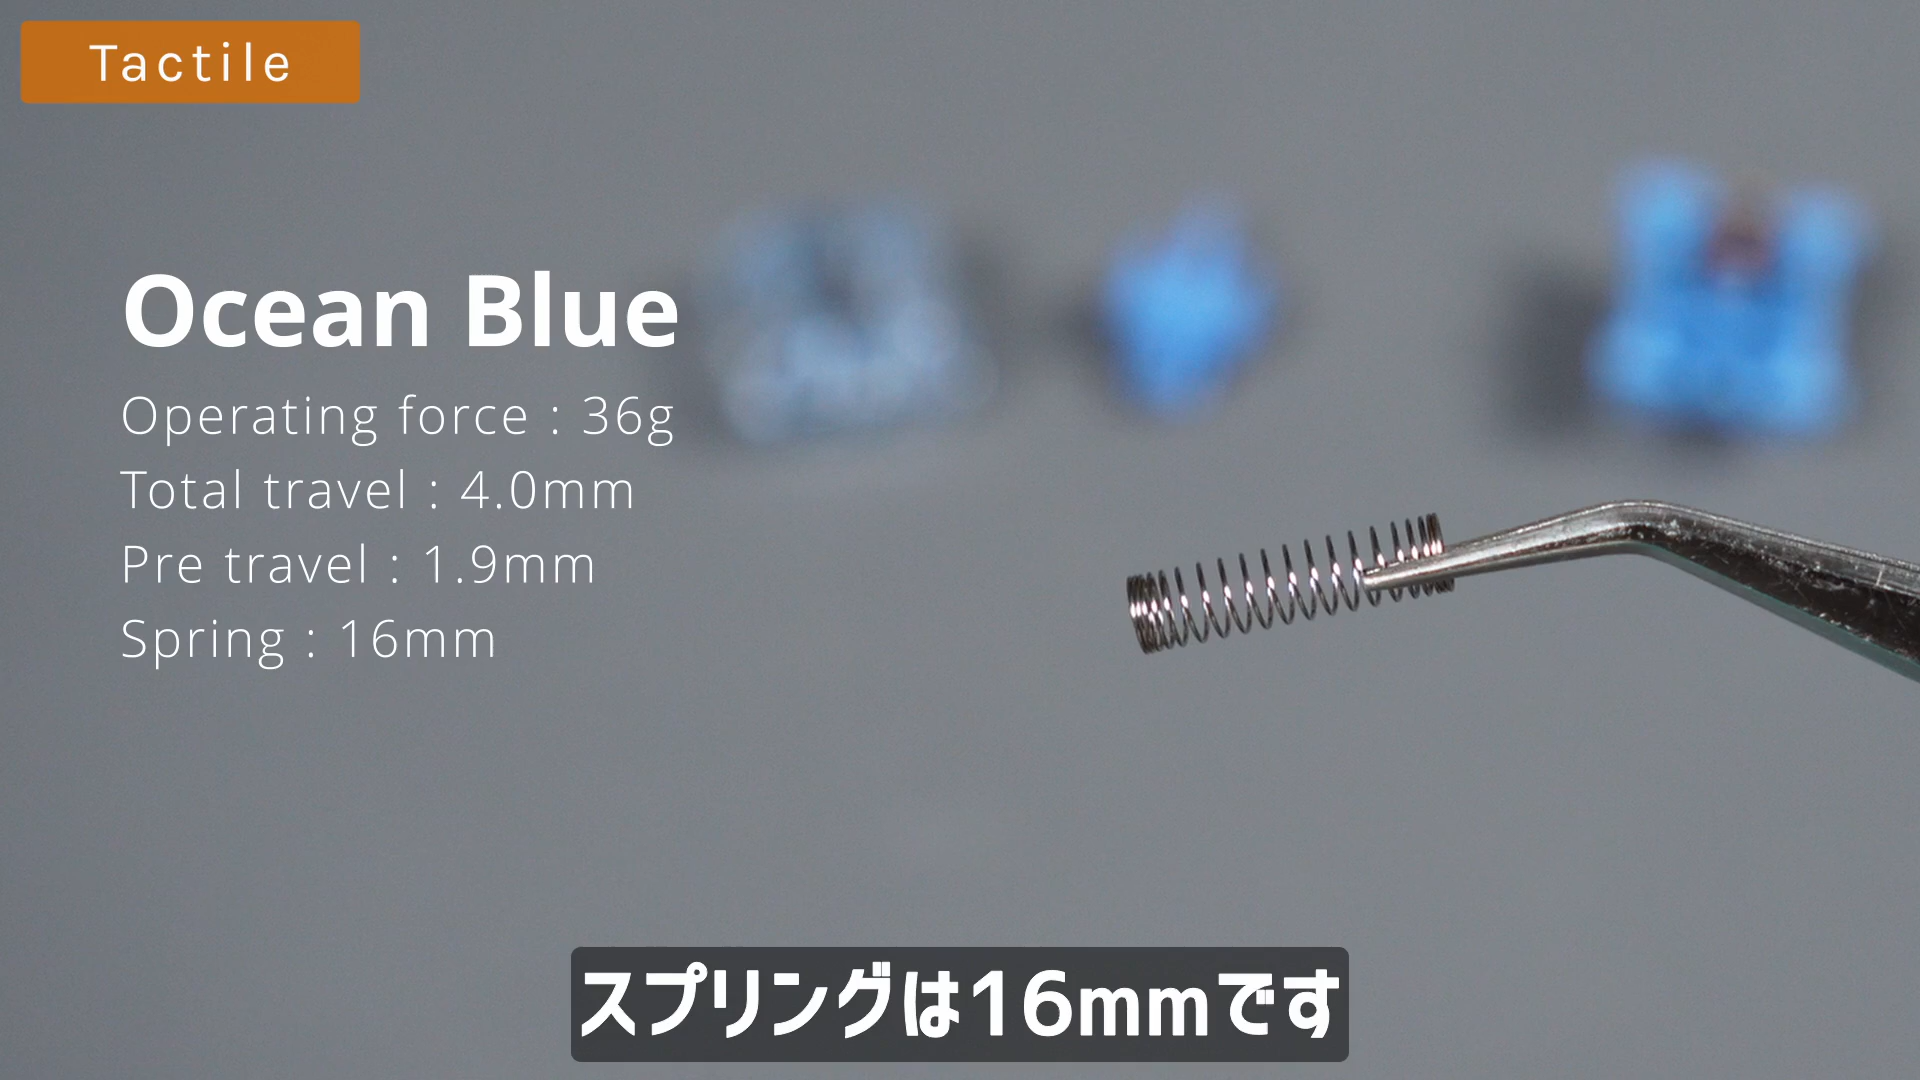 Tactile
Ocean Blue
Operating force : 36g
Total travel : 4.0mm
Pre travel : 1.9mm
Spring : 16mm
スプリングは16mmです